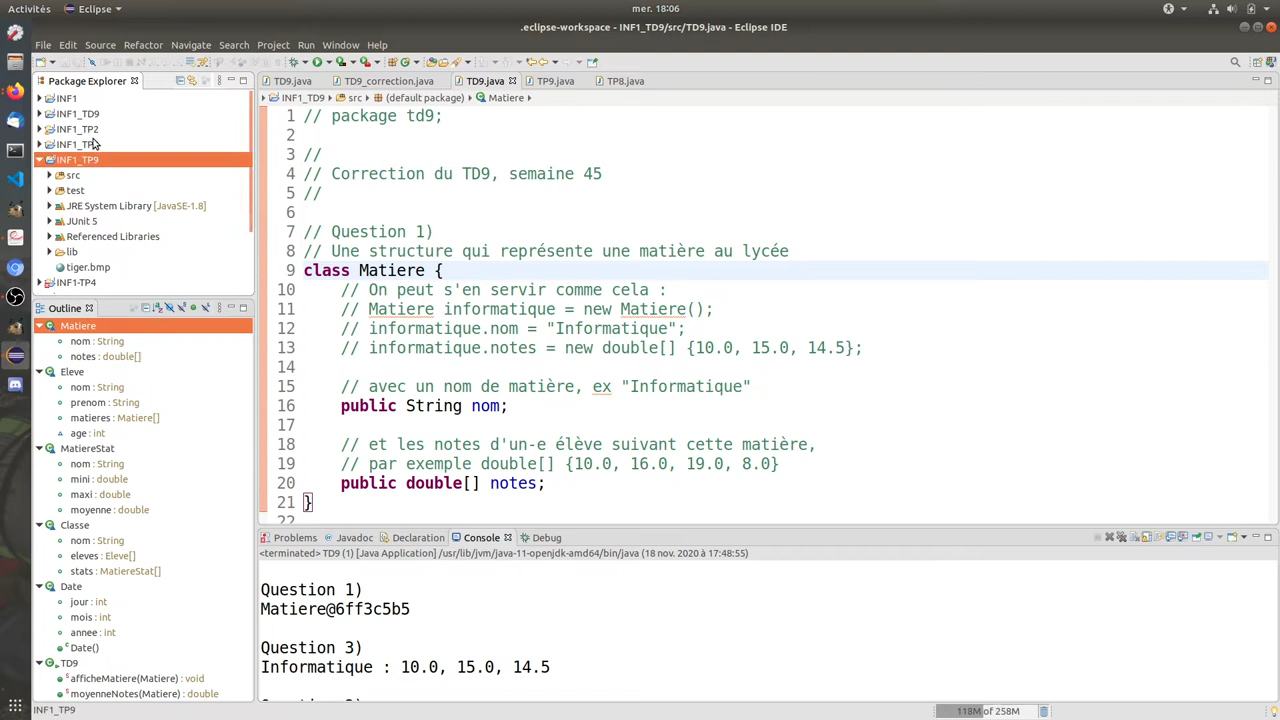 Activités
Eclipse
mer. 18:06
.eclipse-workspace - INF1_TD9/src/TD9.java - Eclipse IDE
File Edit Source Refactor Navigate Search Project Run Window Help
Package Explorer
INF1
INF1_TD9
INF1_TP2
INF1_TP
INF1_TP9
src
test
JRE System Library [JavaSE-1.8]
JUnit 5
Referenced Libraries
lib
tiger.bmp
INF1-TP4
Outline
Matiere
nom : String
notes : double[]
Eleve
nom : String
prenom : String
matieres : Matiere[]
age : int
MatiereStat
nom : String
mini : double
maxi : double
moyenne : double
Classe
nom : String
eleves : Eleve[]
stats : MatiereStat[]
Date
jour : int
mois : int
annee : int
Date()
TD9
afficheMatiere(Matiere) : void
moyenneNotes(Matiere) : double
TD9.java TD9_correction.java TD9.java TP9.java TP8.java
INF1_TD9 src (default package) Matiere
1 // package td9;
2
3 //
4 // Correction du TD9, semaine 45
5 //
6
7 // Question 1)
8 // Une structure qui représente une matière au lycée
9 class Matiere {
10 // On peut s'en servir comme cela :
11 // Matiere informatique = new Matiere();
12 // informatique.nom = "Informatique";
13 // informatique.notes = new double[] {10.0, 15.0, 14.5};
14
15 // avec un nom de matière, ex "Informatique"
16 public String nom;
17
18 // et les notes d'un-e élève suivant cette matière,
19 // par exemple double[] {10.0, 16.0, 19.0, 8.0}
20 public double[] notes;
21 }
22
Problems Javadoc Declaration Console Debug
<terminated> TD9 (1) [Java Application] /usr/lib/jvm/java-11-openjdk-amd64/bin/java (18 nov. 2020 à 17:48:55)
Question 1)
Matiere@6ff3c5b5
Question 3)
Informatique : 10.0, 15.0, 14.5
INF1_TP9
118M of 258M